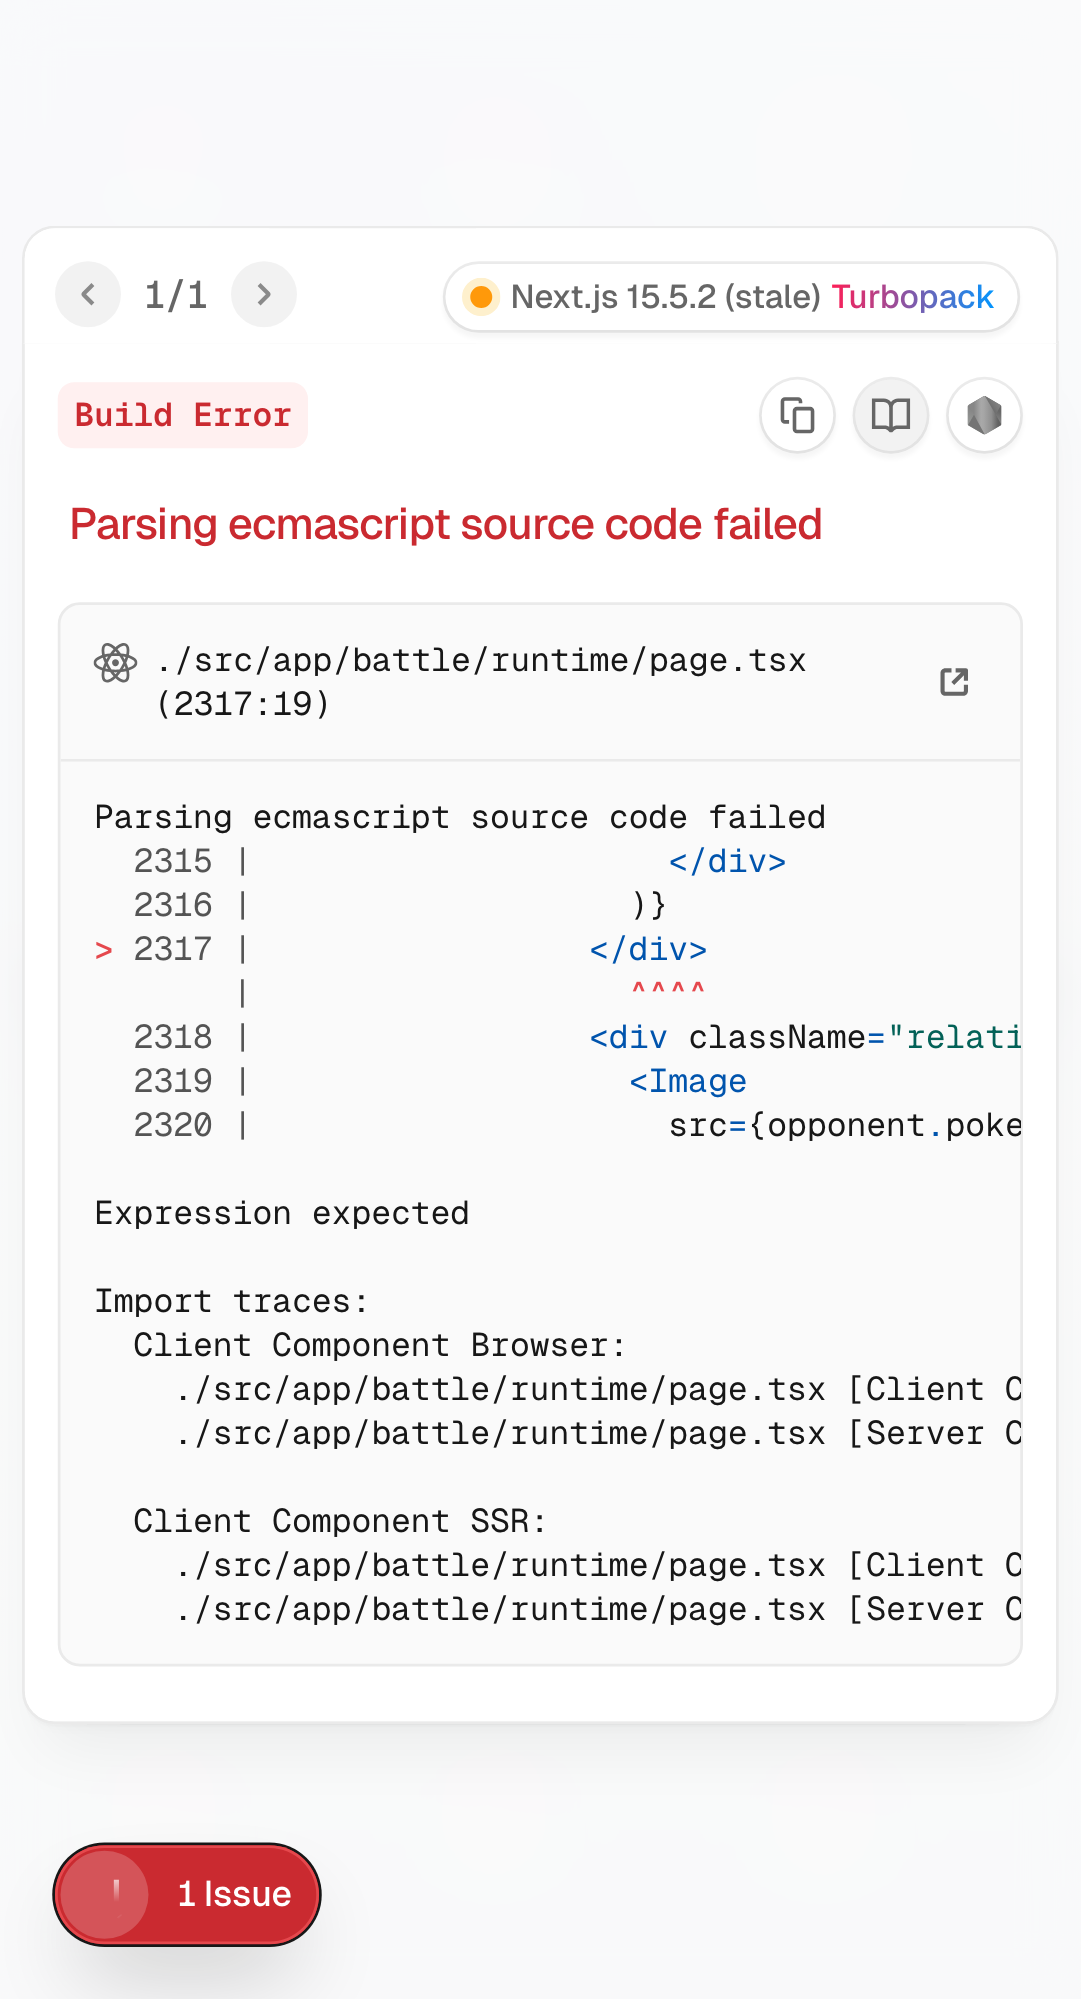 1/1
Next.js 15.5.2 (stale) Turbopack
Build Error
Parsing ecmascript source code failed
./src/app/battle/runtime/page.tsx
(2317:19)
Parsing ecmascript source code failed
  2315 |                     </div>
  2316 |                   )}
> 2317 |                 </div>
       |                   ^^^^
  2318 |                 <div className="relati
  2319 |                   <Image
  2320 |                     src={opponent.poke
Expression expected
Import traces:
  Client Component Browser:
    ./src/app/battle/runtime/page.tsx [Client C
    ./src/app/battle/runtime/page.tsx [Server C
  Client Component SSR:
    ./src/app/battle/runtime/page.tsx [Client C
    ./src/app/battle/runtime/page.tsx [Server C
! 1 Issue